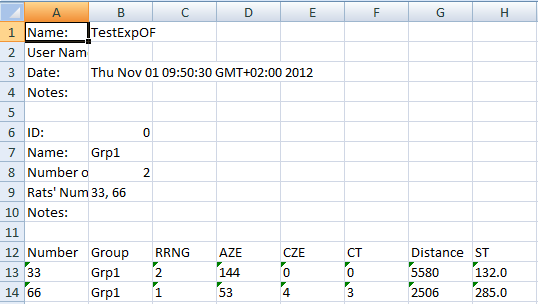 A B C D E F G H
1 Name: TestExpOF
2 User Nam
3 Date: Thu Nov 01 09:50:30 GMT+02:00 2012
4 Notes:
5
6 ID: 0
7 Name: Grp1
8 Number o 2
9 Rats' Num 33, 66
10 Notes:
11
12 Number Group RRNG AZE CZE CT Distance ST
13 33 Grp1 2 144 0 0 5580 132.0
14 66 Grp1 1 53 4 3 2506 285.0